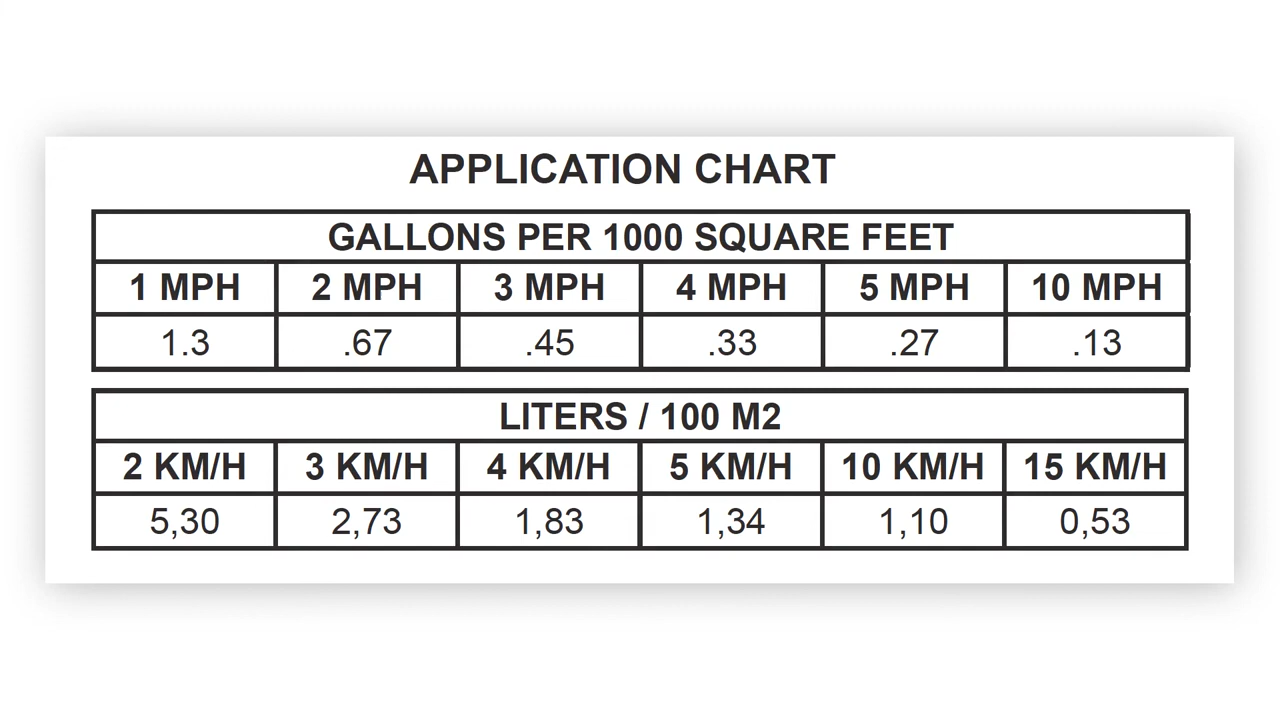 APPLICATION CHART
GALLONS PER 1000 SQUARE FEET
1 MPH 2 MPH 3 MPH 4 MPH 5 MPH 10 MPH
1.3 .67 .45 .33 .27 .13
LITERS / 100 M2
2 KM/H 3 KM/H 4 KM/H 5 KM/H 10 KM/H 15 KM/H
5,30 2,73 1,83 1,34 1,10 0,53